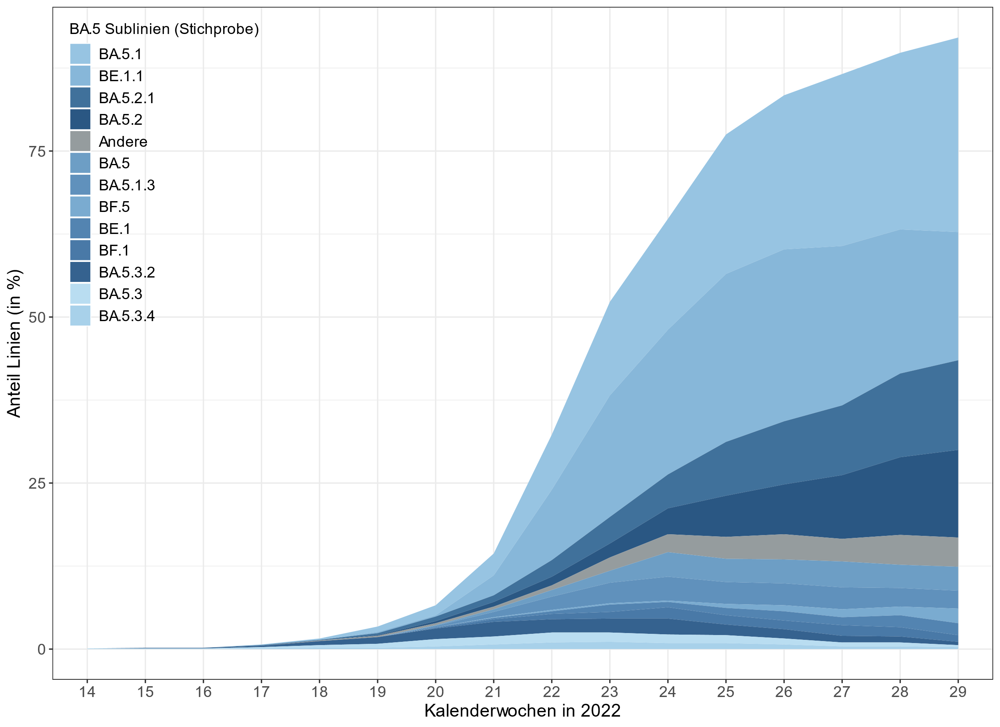 BA.5 Sublinien (Stichprobe)
BA.5.1
BE.1.1
BA.5.2.1
BA.5.2
Andere
BA.5
BA.5.1.3
BF.5
BE.1
BF.1
BA.5.3.2
BA.5.3
BA.5.3.4
Anteil Linien (in %)
75
50
25
0
14 15 16 17 18 19 20 21 22 23 24 25 26 27 28 29
Kalenderwochen in 2022